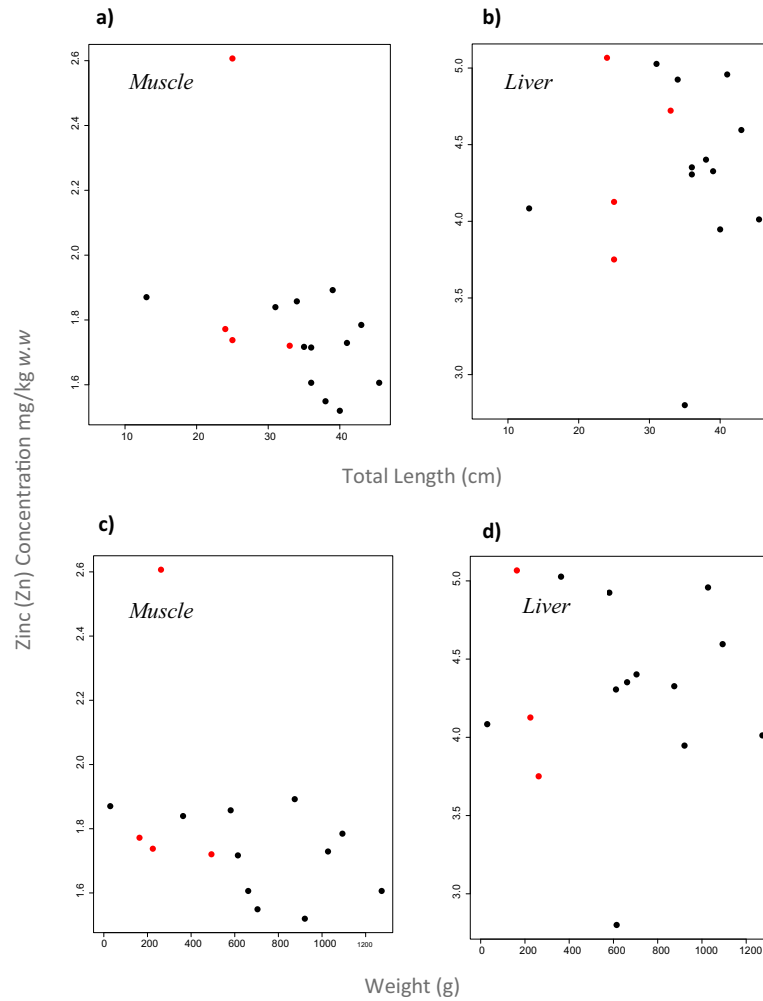 a)
b)
Muscle
Liver
2.6
2.4
2.2
2.0
1.8
1.6
5.0
4.5
4.0
3.5
3.0
10 20 30 40
10 20 30 40
Total Length (cm)
Zinc (Zn) Concentration mg/kg w.w
c)
d)
Muscle
Liver
2.6
2.4
2.2
2.0
1.8
1.6
5.0
4.5
4.0
3.5
3.0
0 200 400 600 800 1000 1200
0 200 400 600 800 1000 1200
Weight (g)